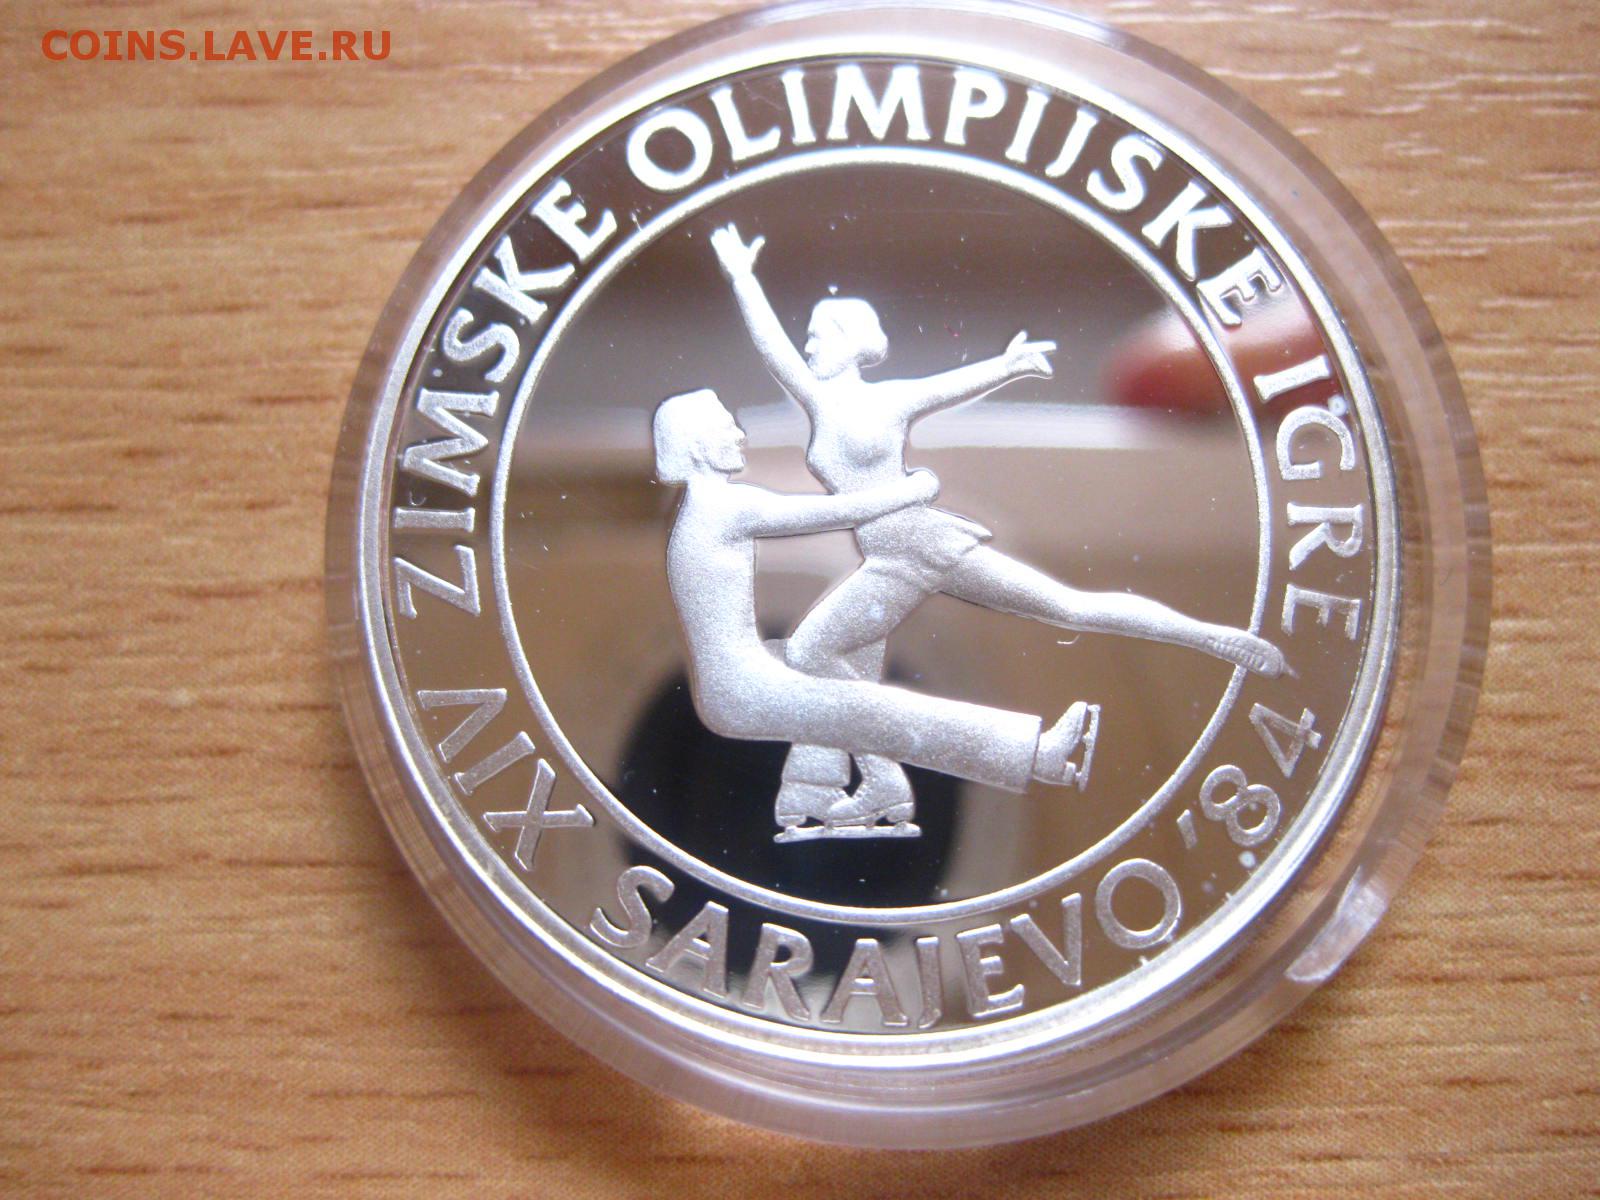 COINS.LAVE.RU
XIV ZIMSKE OLIMPIJSKE IGRE
SARAJEVO '84